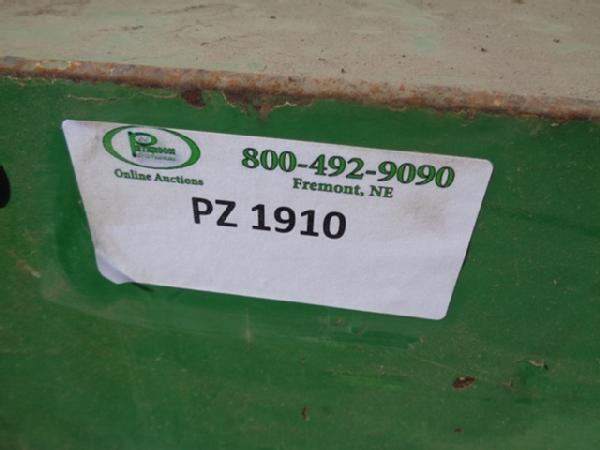 800-492-9090
Online Auctions
Fremont, NE
PZ 1910